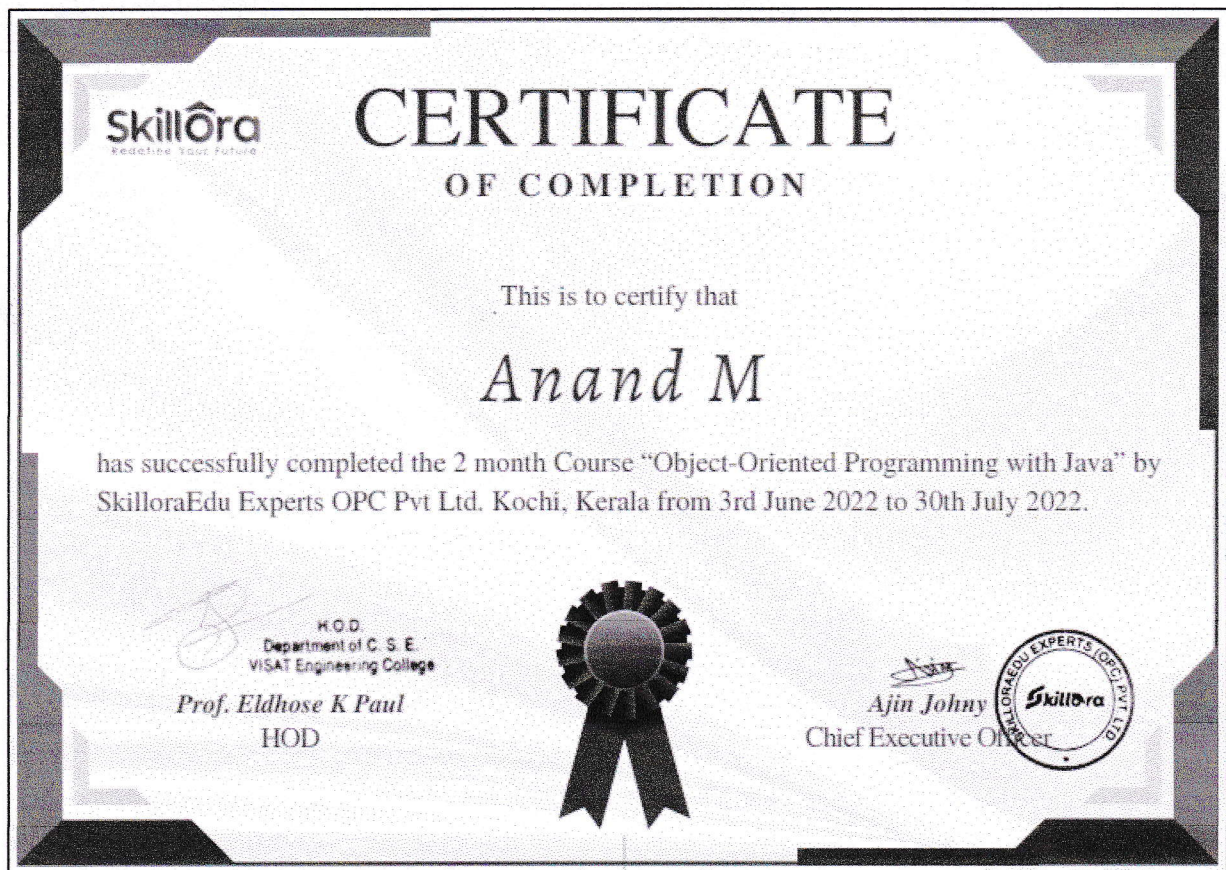 Skillôra
Redefine Your Future
CERTIFICATE
OF COMPLETION
This is to certify that
Anand M
has successfully completed the 2 month Course “Object-Oriented Programming with Java” by
SkilloraEdu Experts OPC Pvt Ltd. Kochi, Kerala from 3rd June 2022 to 30th July 2022.
H.O.D.
Department of C. S. E.
VISAT Engineering College
Prof. Eldhose K Paul
HOD
Ajin Johny
Chief Executive Officer
SKILLORAEDU EXPERTS (OPC) PVT LTD
Skillôra